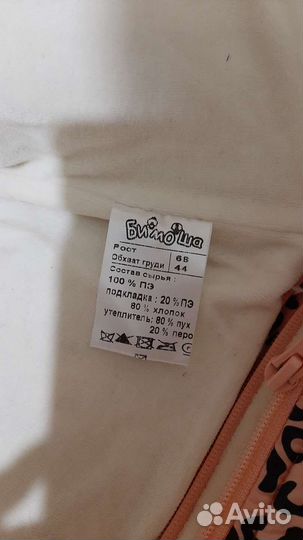 Бимоша
Рост 68
Обхват груди 44
Состав сырья :
100 % ПЭ
подкладка : 20 % ПЭ
80 % хлопок
утеплитель: 80 % пух
20 % перо
Avito